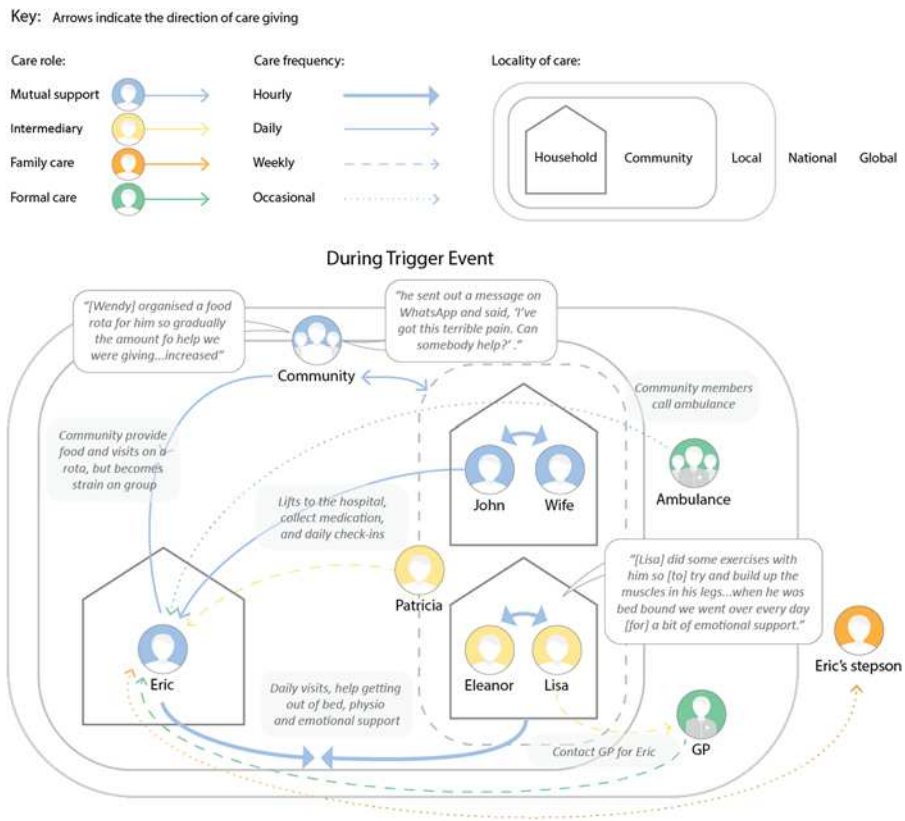 Key: Arrows indicate the direction of care giving
Care role:
Mutual support
Intermediary
Family care
Formal care
Care frequency:
Hourly
Daily
Weekly
Occasional
Locality of care:
Household
Community
Local
National
Global
During Trigger Event
"[Wendy] organised a food
rota for him so gradually
the amount fo help we
were giving...increased"
"he sent out a message on
WhatsApp and said, 'I've
got this terrible pain. Can
somebody help?' ."
Community
Community members
call ambulance
Community provide
food and visits on a
rota, but becomes
strain on group
John
Wife
Ambulance
Lifts to the hospital,
collect medication,
and daily check-ins
"[Lisa] did some exercises with
him so [to] try and build up the
muscles in his legs...when he was
bed bound we went over every day
[for] a bit of emotional support."
Patricia
Eric
Eleanor
Lisa
Eric's stepson
Daily visits, help getting
out of bed, physio
and emotional support
GP
Contact GP for Eric